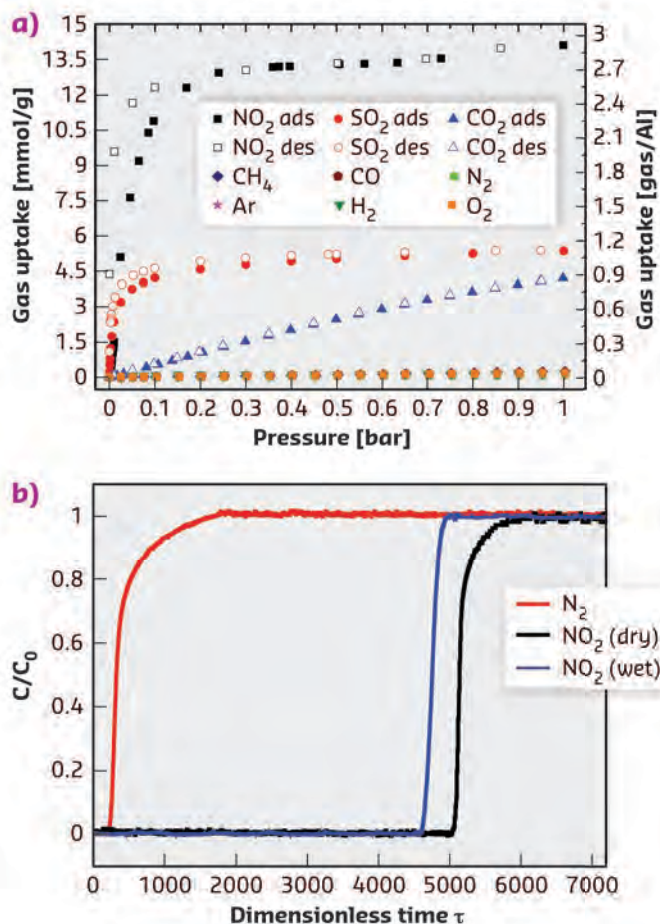 a)
Gas uptake [mmol/g]
13.5
12
10.5
9
7.5
6
4.5
3
1.5
0
3
2.7
2.4
2.1
1.8
1.5
1.2
0.9
0.6
0.3
0
Gas uptake [gas/Al]
NO2 ads SO2 ads CO2 ads
NO2 des SO2 des CO2 des
CH4 CO N2
Ar H2 O2
0 0.1 0.2 0.3 0.4 0.5 0.6 0.7 0.8 0.9 1
Pressure [bar]
b)
C/C0
1
0.8
0.6
0.4
0.2
0
N2
NO2 (dry)
NO2 (wet)
0 1000 2000 3000 4000 5000 6000 7000
Dimensionless time τ